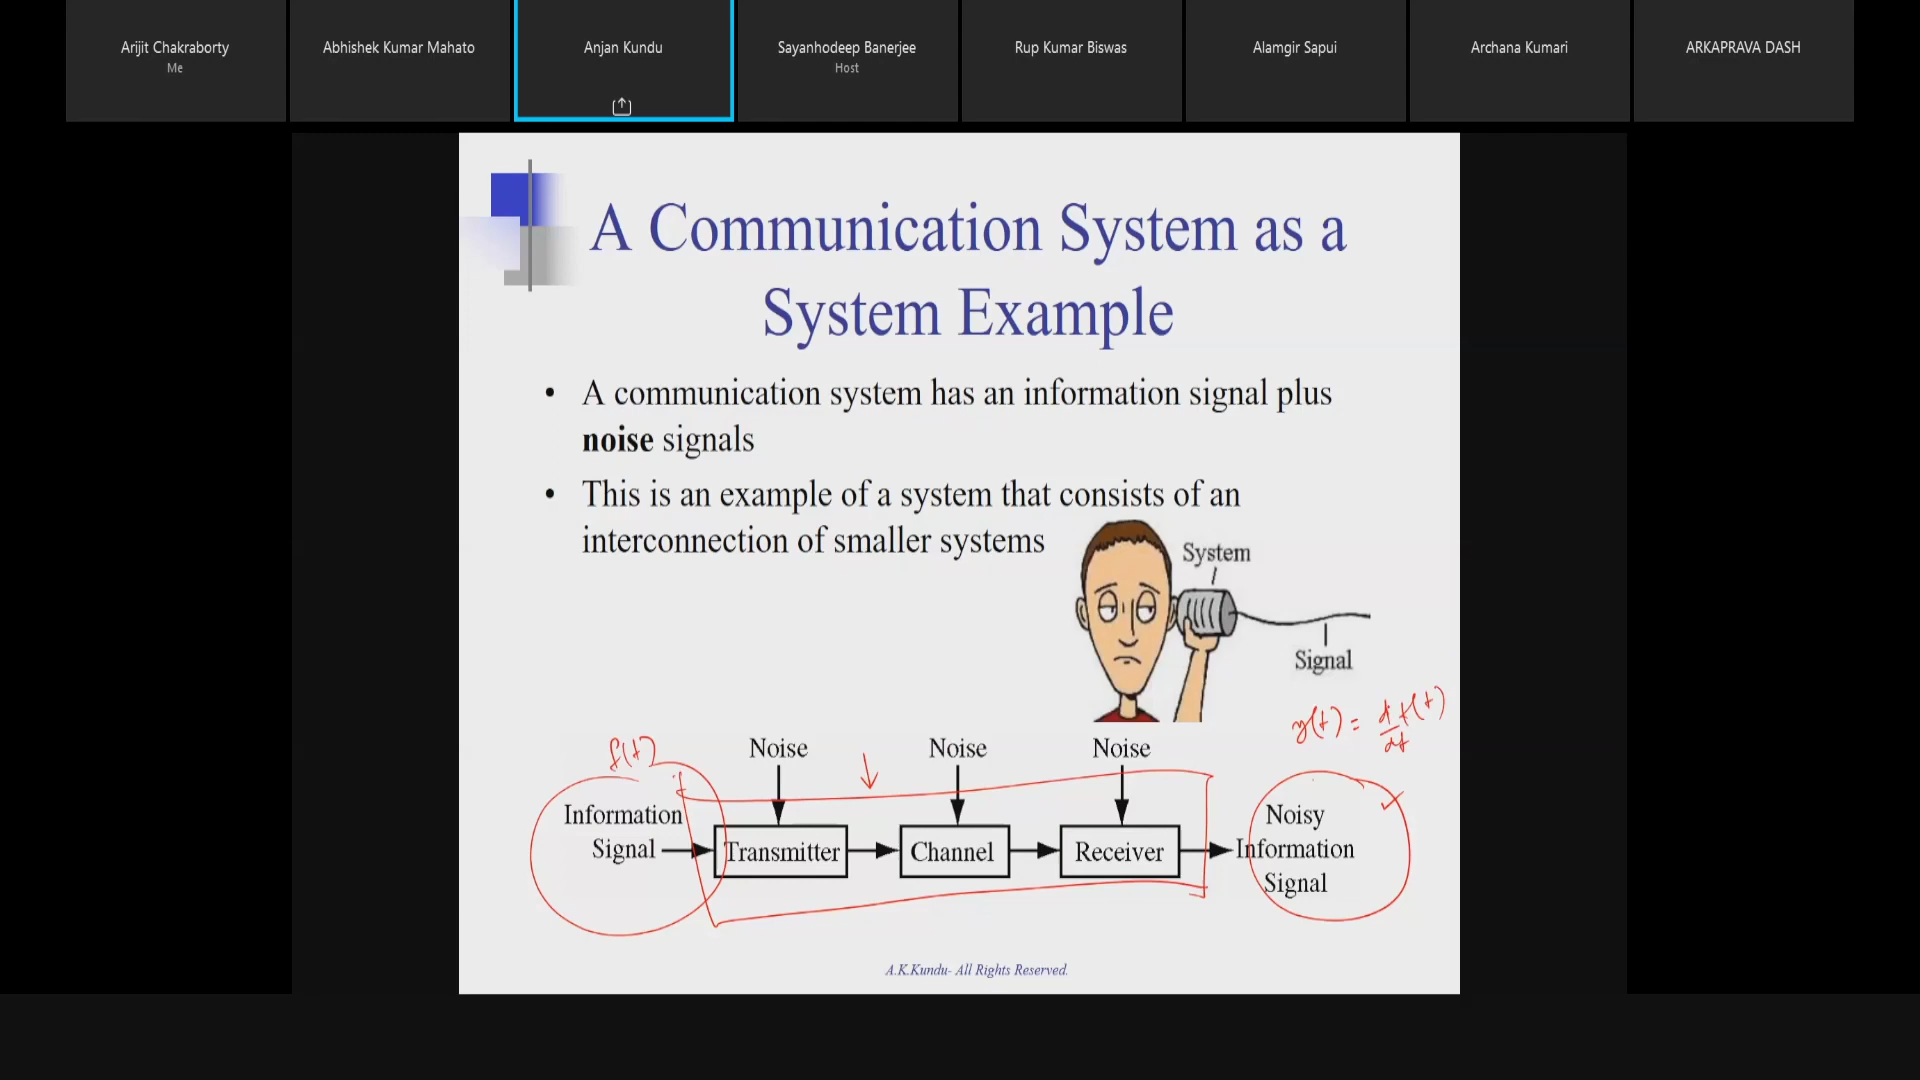 Arijit Chakraborty
Me
Abhishek Kumar Mahato
Anjan Kundu
Sayanhodeep Banerjee
Host
Rup Kumar Biswas
Alamgir Sapui
Archana Kumari
ARKAPRAVA DASH
A Communication System as a
System Example
• A communication system has an information signal plus
noise signals
• This is an example of a system that consists of an
interconnection of smaller systems
System
Signal
y(t) = d/dt f(t)
f(t)
Noise
Noise
Noise
Information
Signal
Transmitter
Channel
Receiver
Noisy
Information
Signal
A.K.Kundu- All Rights Reserved.